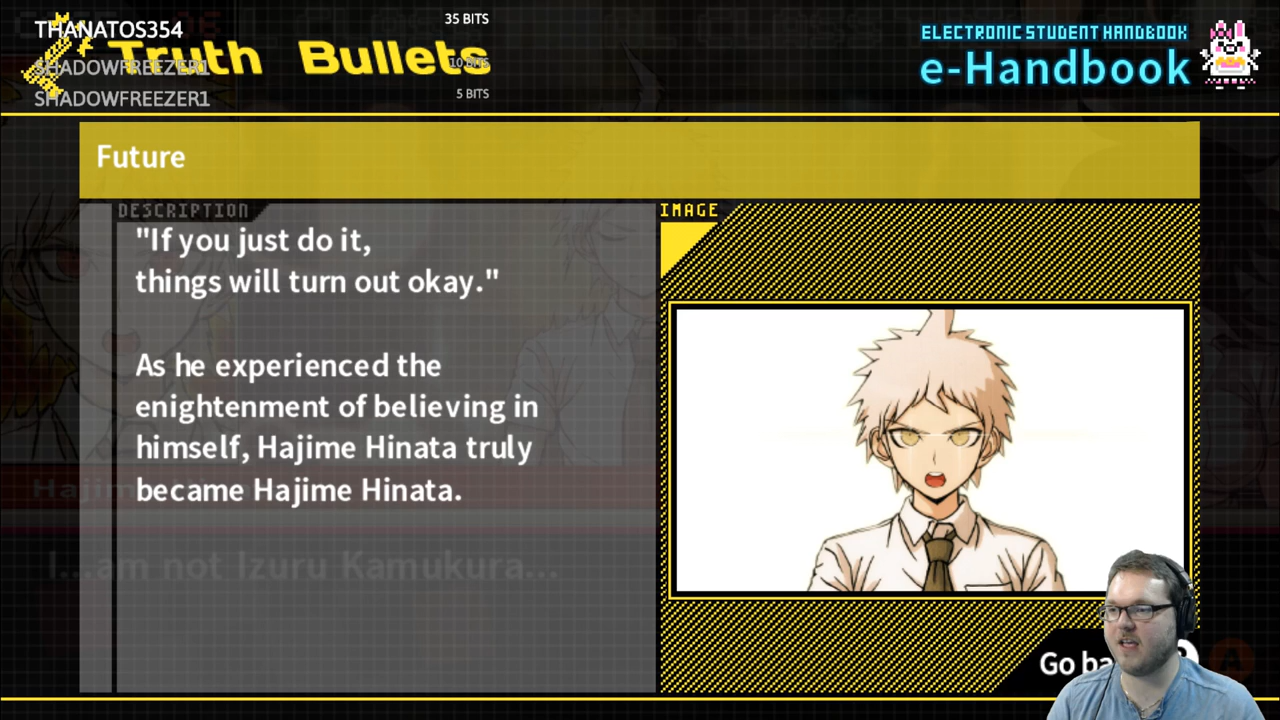 THANATOS354 35 BITS
SHADOWFREEZER1 10 BITS
SHADOWFREEZER1 5 BITS
Truth Bullets
ELECTRONIC STUDENT HANDBOOK
e-Handbook
Future
DESCRIPTION
IMAGE
"If you just do it,
things will turn out okay."
As he experienced the
enightenment of believing in
himself, Hajime Hinata truly
became Hajime Hinata.
I...am not Izuru Kamukura...
Go ba
A